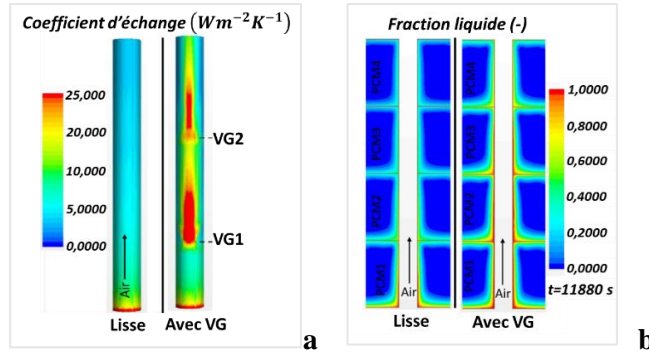 Coefficient d'échange (Wm⁻²K⁻¹)
25,000
20,000
15,000
10,000
5,0000
0,0000
Air
VG2
VG1
Lisse
Avec VG
a
Fraction liquide (-)
PCM4
PCM3
PCM2
PCM1
Air
Lisse
PCM4
PCM3
PCM2
PCM1
Air
Avec VG
1,0000
0,8000
0,6000
0,4000
0,2000
0,0000
t=11880 s
b